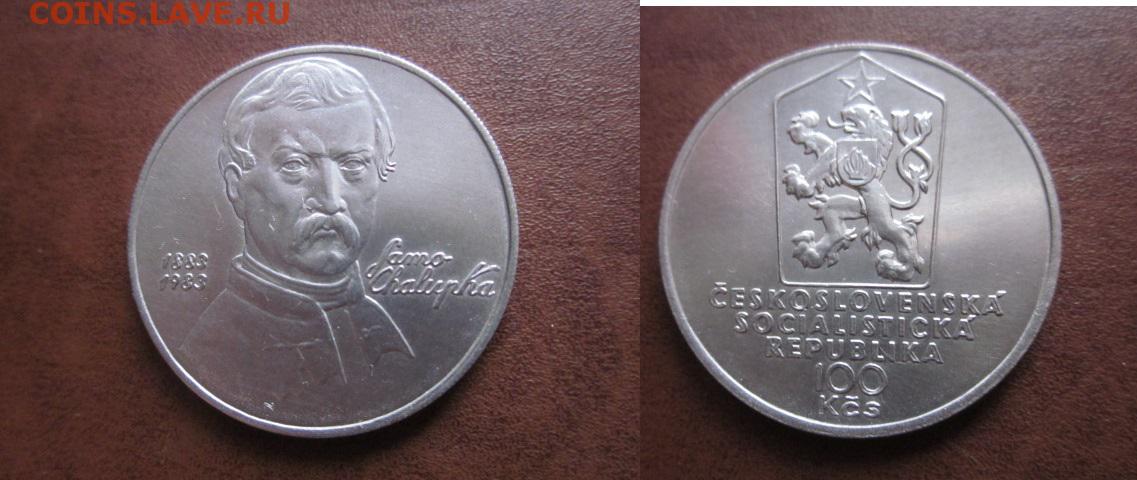 COINS.LAVE.RU
1883
1983
Samo
Chalupka
ČESKOSLOVENSKÁ
SOCIALISTICKÁ
REPUBLIKA
100
Kčs